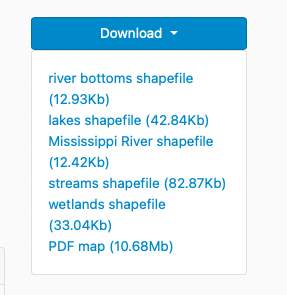 Download
river bottoms shapefile
(12.93Kb)
lakes shapefile (42.84Kb)
Mississippi River shapefile
(12.42Kb)
streams shapefile (82.87Kb)
wetlands shapefile
(33.04Kb)
PDF map (10.68Mb)